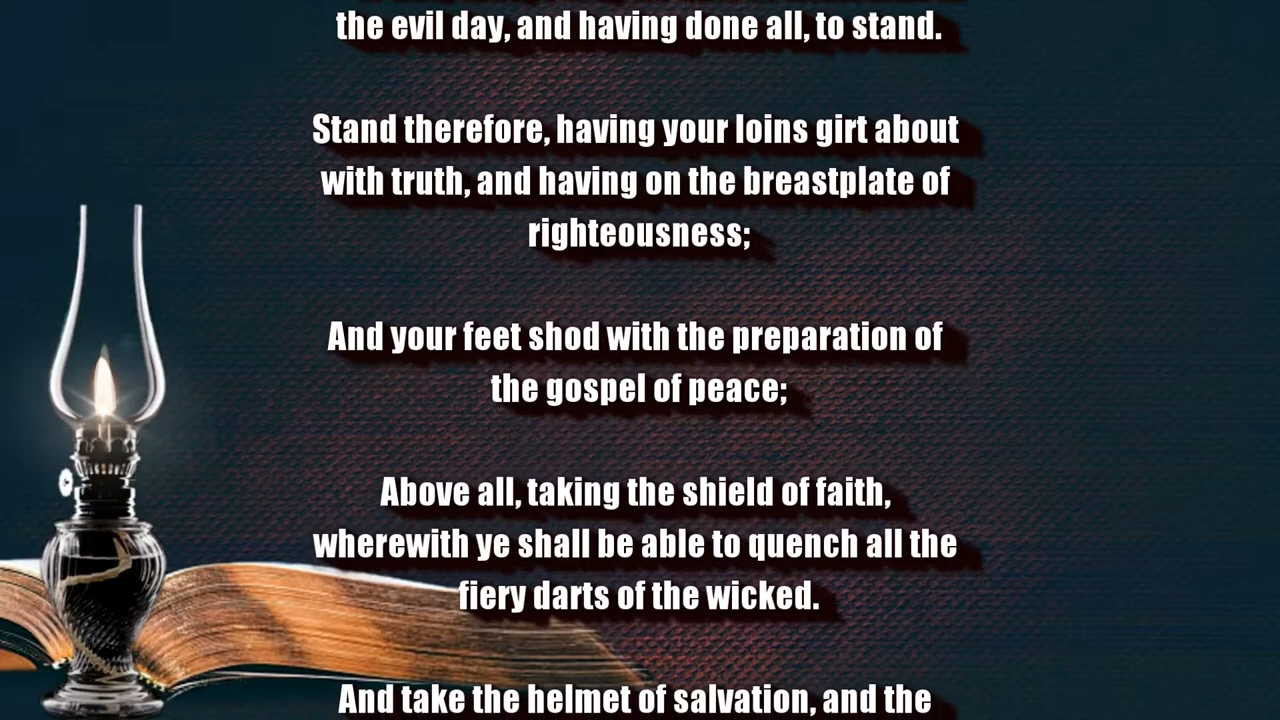 the evil day, and having done all, to stand.
Stand therefore, having your loins girt about
with truth, and having on the breastplate of
righteousness;
And your feet shod with the preparation of
the gospel of peace;
Above all, taking the shield of faith,
wherewith ye shall be able to quench all the
fiery darts of the wicked.
And take the helmet of salvation, and the